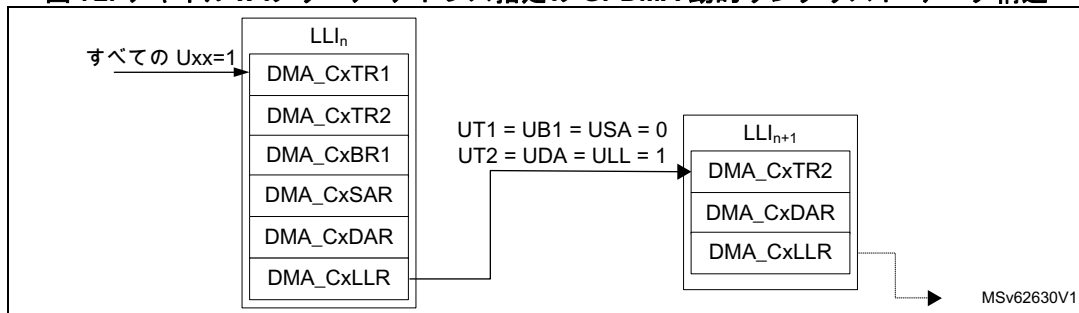 すべての Uxx=1
LLIn
DMA_CxTR1
DMA_CxTR2
DMA_CxBR1
DMA_CxSAR
DMA_CxDAR
DMA_CxLLR
UT1 = UB1 = USA = 0
UT2 = UDA = ULL = 1
LLIn+1
DMA_CxTR2
DMA_CxDAR
DMA_CxLLR
MSv62630V1